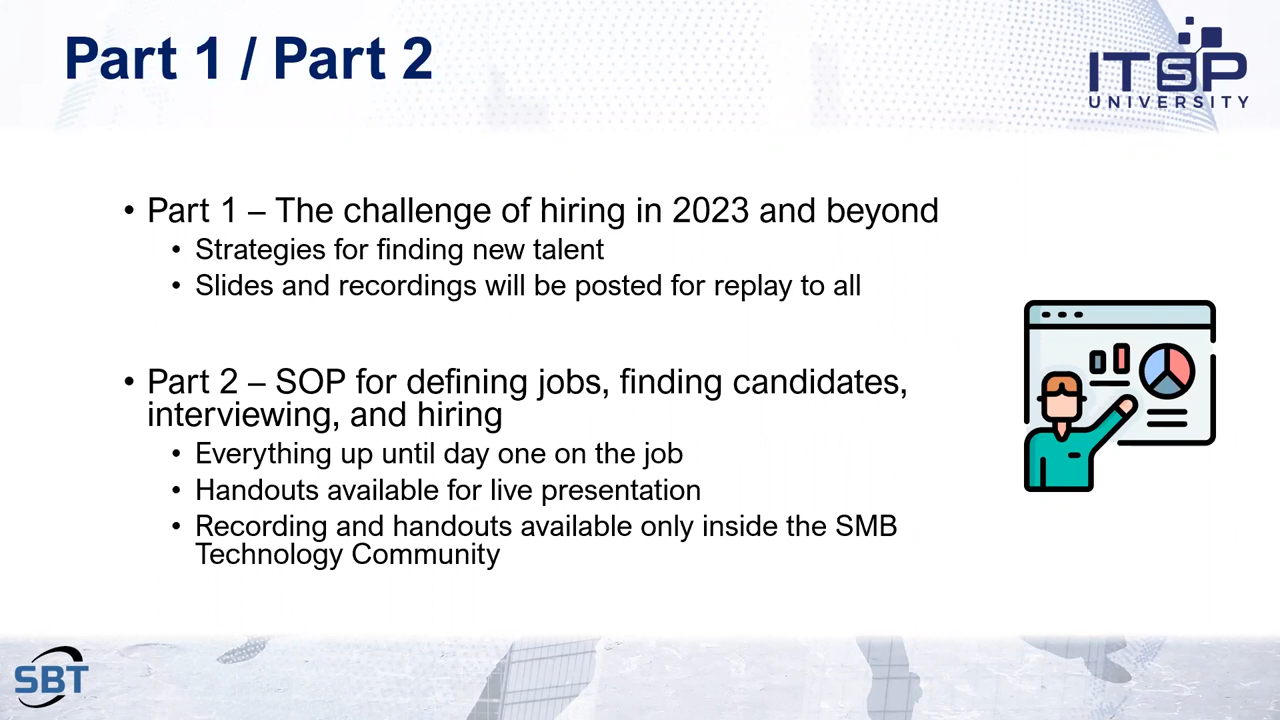 Part 1 / Part 2
ITSP
UNIVERSITY
• Part 1 – The challenge of hiring in 2023 and beyond
• Strategies for finding new talent
• Slides and recordings will be posted for replay to all
• Part 2 – SOP for defining jobs, finding candidates,
interviewing, and hiring
• Everything up until day one on the job
• Handouts available for live presentation
• Recording and handouts available only inside the SMB
Technology Community
SBT